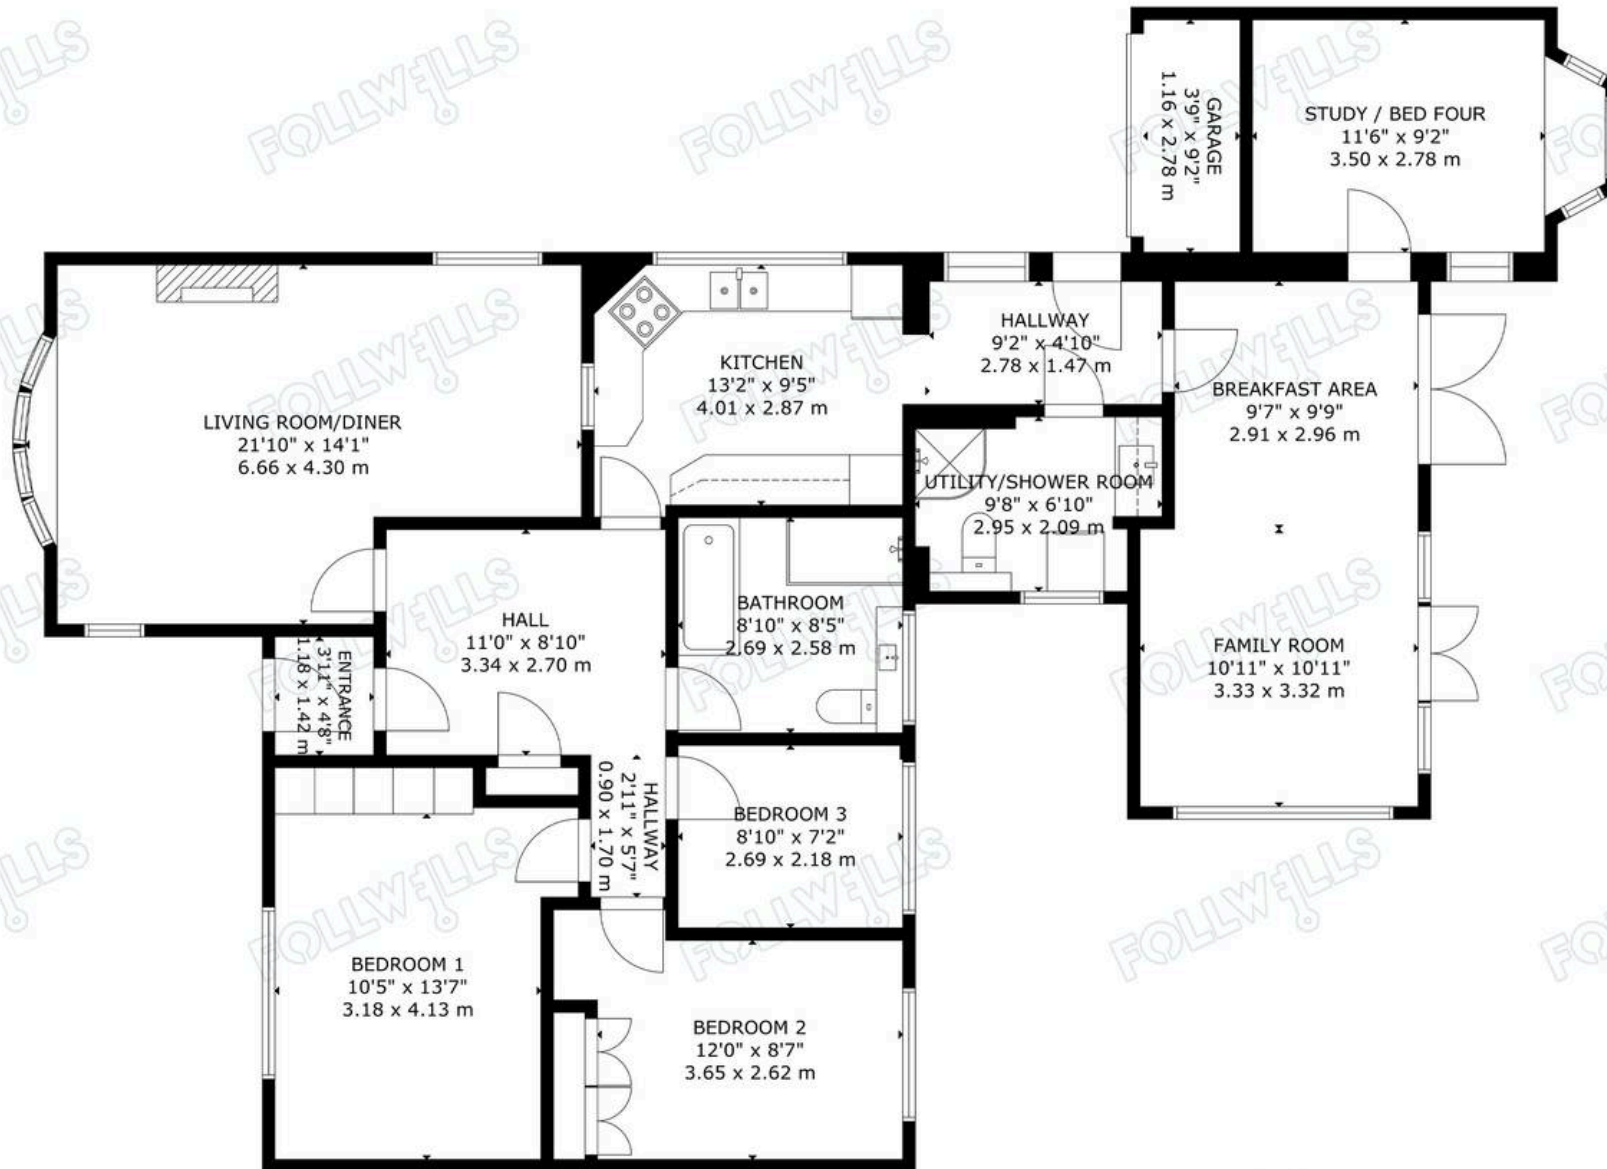 FOLLWELLS
GARAGE
3'9" x 9'2"
1.16 x 2.78 m
STUDY / BED FOUR
11'6" x 9'2"
3.50 x 2.78 m
LIVING ROOM/DINER
21'10" x 14'1"
6.66 x 4.30 m
KITCHEN
13'2" x 9'5"
4.01 x 2.87 m
HALLWAY
9'2" x 4'10"
2.78 x 1.47 m
BREAKFAST AREA
9'7" x 9'9"
2.91 x 2.96 m
UTILITY/SHOWER ROOM
9'8" x 6'10"
2.95 x 2.09 m
HALL
11'0" x 8'10"
3.34 x 2.70 m
BATHROOM
8'10" x 8'5"
2.69 x 2.58 m
FAMILY ROOM
10'11" x 10'11"
3.33 x 3.32 m
ENTRANCE
3'11" x 4'8"
1.18 x 1.42 m
HALLWAY
2'11" x 5'7"
0.90 x 1.70 m
BEDROOM 3
8'10" x 7'2"
2.69 x 2.18 m
BEDROOM 1
10'5" x 13'7"
3.18 x 4.13 m
BEDROOM 2
12'0" x 8'7"
3.65 x 2.62 m